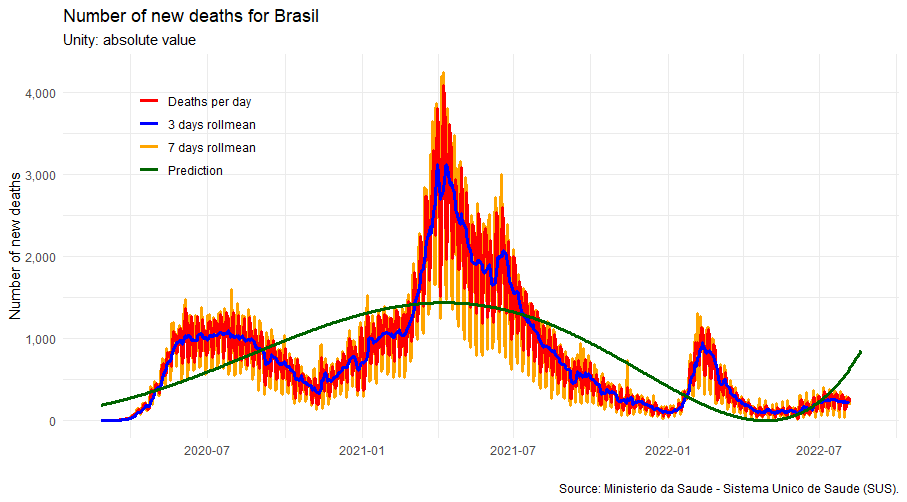 Number of new deaths for Brasil
Unity: absolute value
Number of new deaths
4,000
3,000
2,000
1,000
0
Deaths per day
3 days rollmean
7 days rollmean
Prediction
2020-07
2021-01
2021-07
2022-01
2022-07
Source: Ministerio da Saude - Sistema Unico de Saude (SUS).